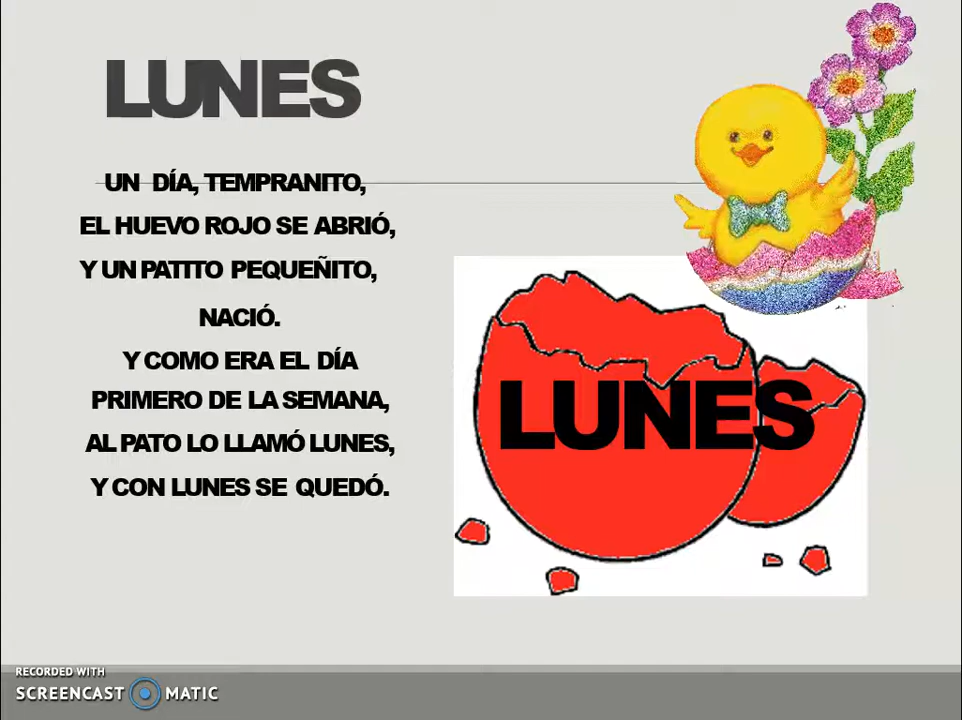 LUNES
UN DÍA, TEMPRANITO,
EL HUEVO ROJO SE ABRIÓ,
Y UN PATITO PEQUEÑITO,
NACIÓ.
Y COMO ERA EL DÍA
PRIMERO DE LA SEMANA,
AL PATO LO LLAMÓ LUNES,
Y CON LUNES SE QUEDÓ.
LUNES
RECORDED WITH
SCREENCAST MATIC